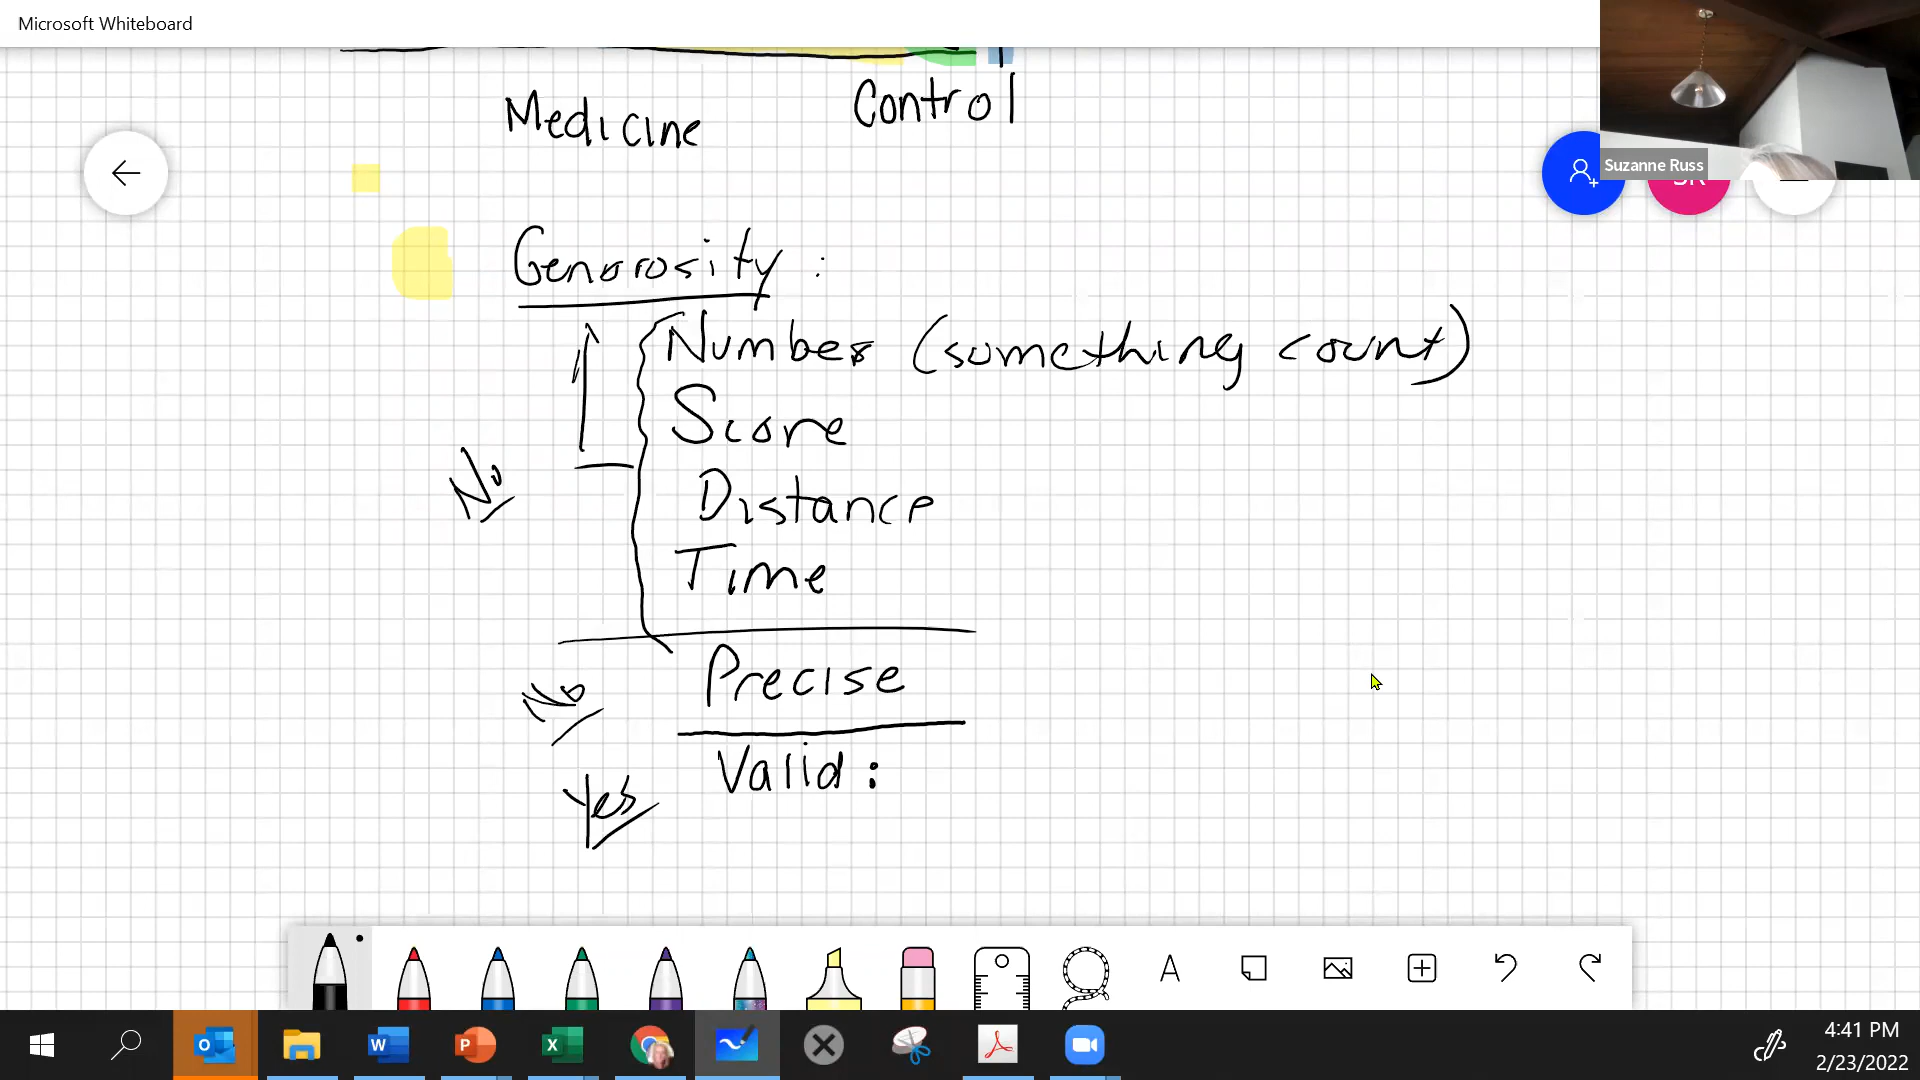 Microsoft Whiteboard
Medicine Control
Suzanne Russ
Generosity :
Number (something count)
Score
No
Distance
Time
No
Precise
Yes
Valid :
4:41 PM
2/23/2022